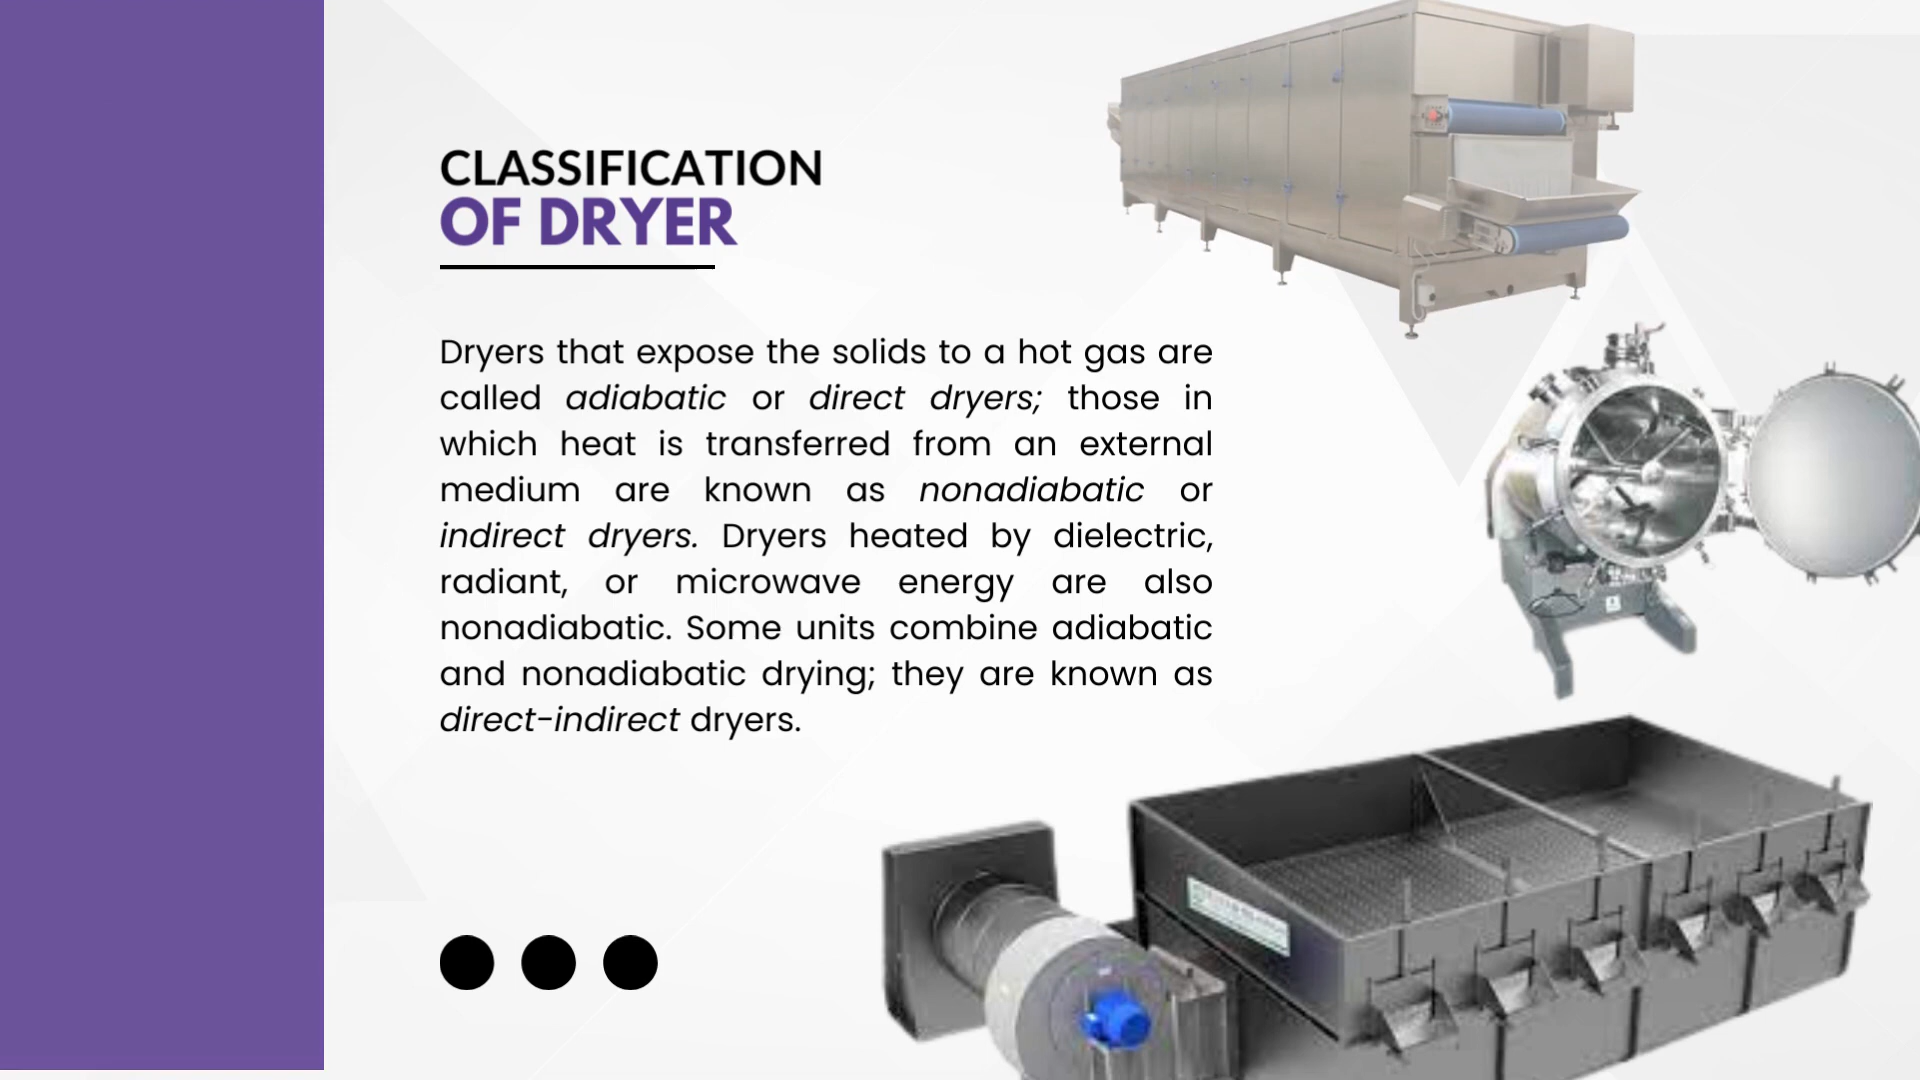 CLASSIFICATION
OF DRYER
Dryers that expose the solids to a hot gas are
called adiabatic or direct dryers; those in
which heat is transferred from an external
medium are known as nonadiabatic or
indirect dryers. Dryers heated by dielectric,
radiant, or microwave energy are also
nonadiabatic. Some units combine adiabatic
and nonadiabatic drying; they are known as
direct-indirect dryers.